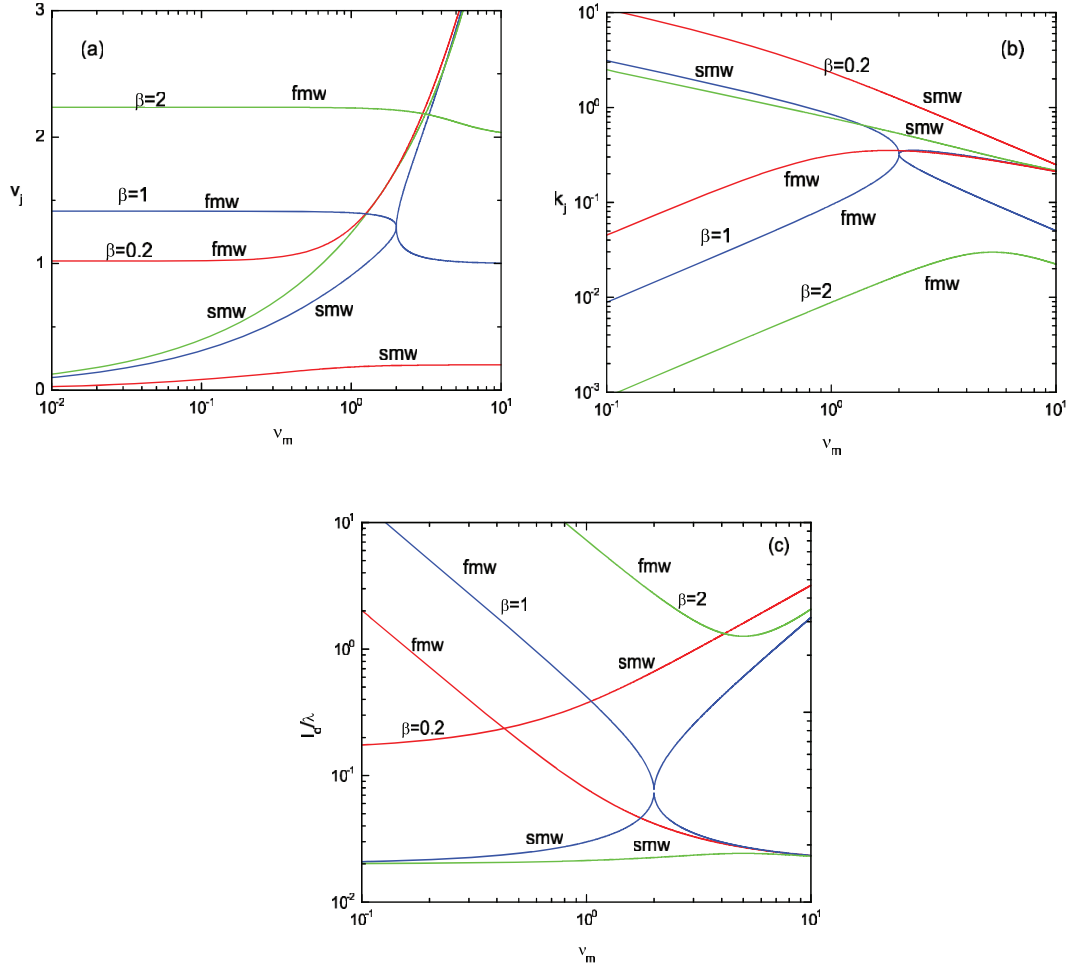 (a)
3
2
1
0
v_j
β=2
fmw
β=1
fmw
β=0.2
fmw
smw
smw
smw
10^-2
10^-1
10^0
10^1
ν_m
(b)
10^1
10^0
10^-1
10^-2
10^-3
k_j
β=0.2
smw
smw
smw
fmw
β=1
fmw
β=2
fmw
10^-1
10^0
10^1
ν_m
(c)
10^1
10^0
10^-1
10^-2
l_d/λ
fmw
fmw
β=1
β=2
fmw
smw
β=0.2
smw
smw
10^-1
10^0
10^1
ν_m